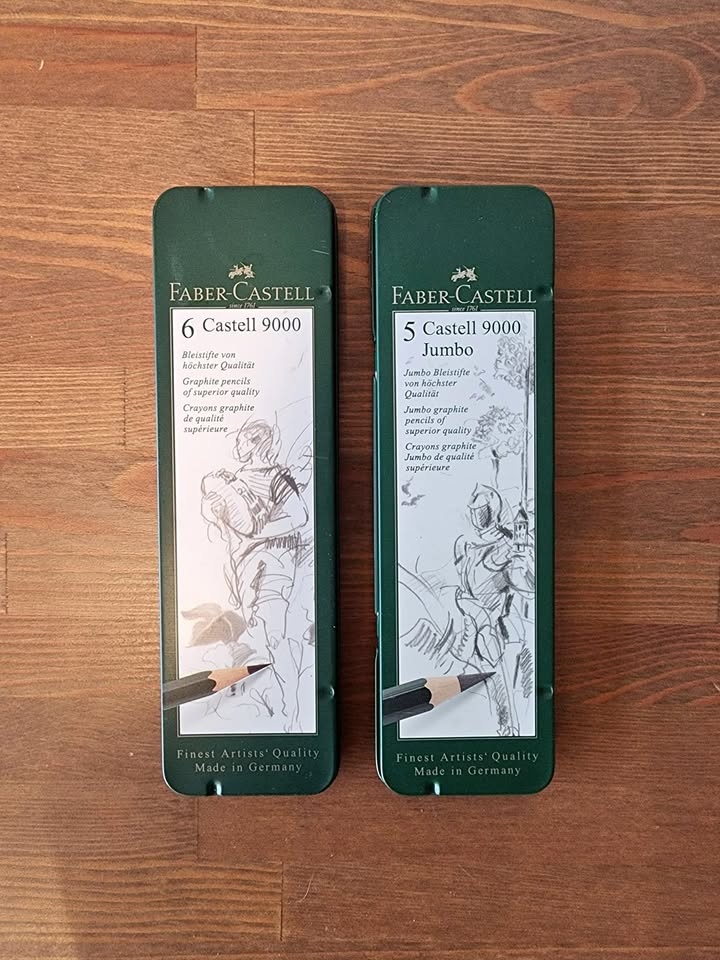 FABER-CASTELL
since 1761
6 Castell 9000
Bleistifte von
höchster Qualität
Graphite pencils
of superior quality
Crayons graphite
de qualité
supérieure
Finest Artists' Quality
Made in Germany
FABER-CASTELL
since 1761
5 Castell 9000
Jumbo
Jumbo Bleistifte
von höchster
Qualität
Jumbo graphite
pencils of
superior quality
Crayons graphite
Jumbo de qualité
supérieure
Finest Artists' Quality
Made in Germany